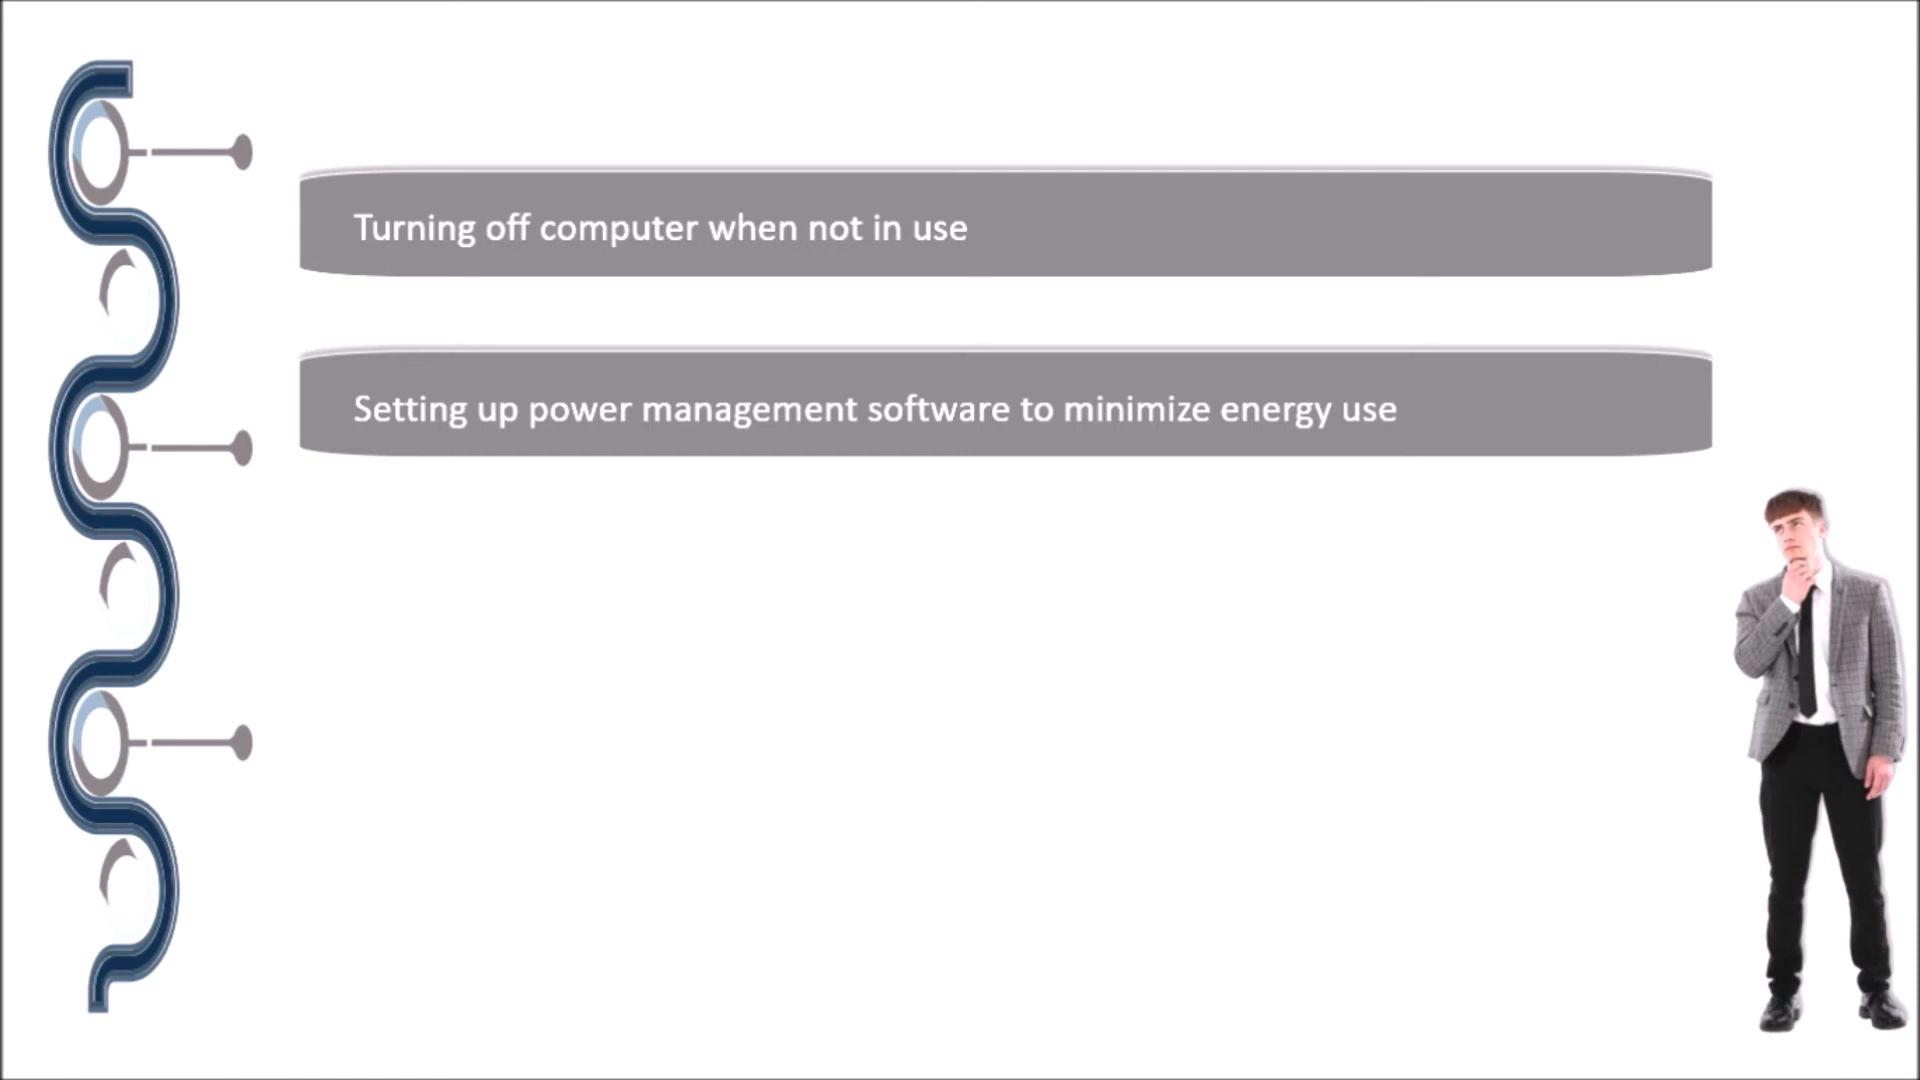 Turning off computer when not in use
Setting up power management software to minimize energy use